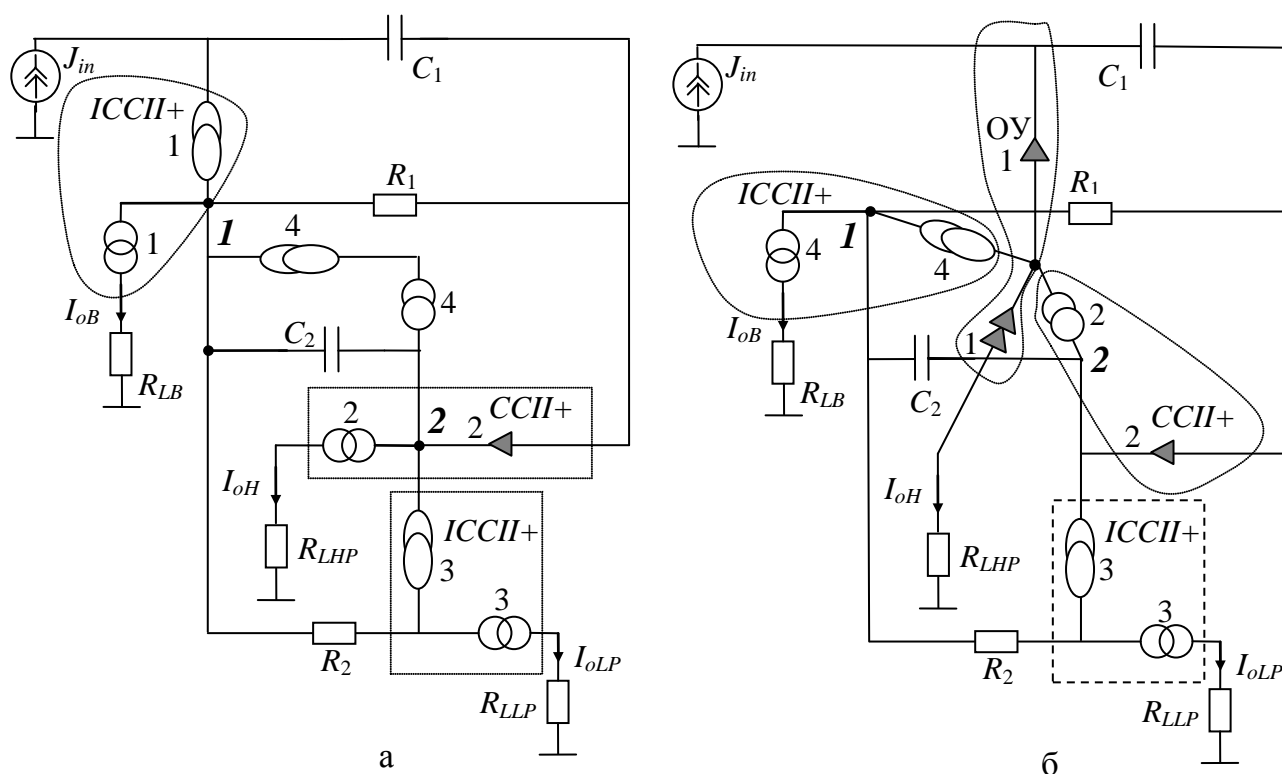 J_in
C_1
ICCII+
1
R_1
1
4
1
4
I_oB
C_2
R_LB
2
2
2
CCII+
I_oH
R_LHP
ICCII+
3
3
R_2
I_oLP
R_LLP
а
J_in
C_1
ОУ
1
ICCII+
R_1
1
4
4
I_oB
2
1
2
R_LB
C_2
CCII+
2
I_oH
R_LHP
ICCII+
3
3
R_2
I_oLP
R_LLP
б